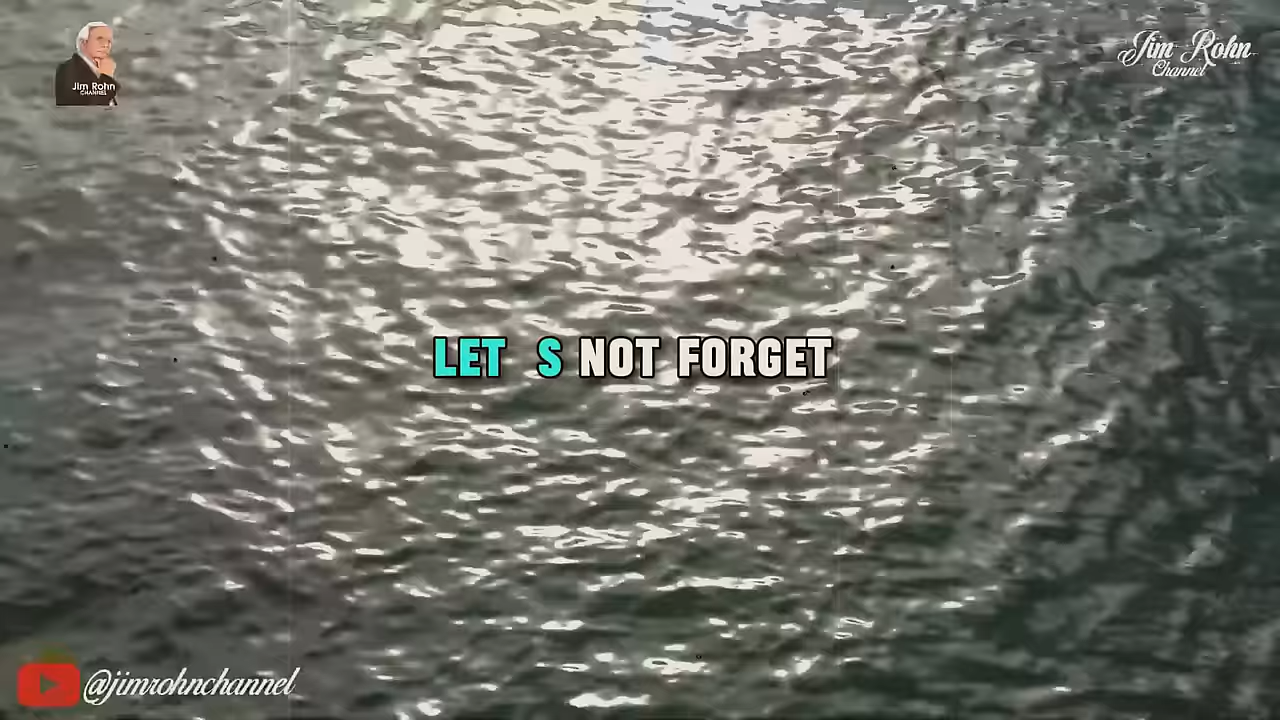 Jim Rohn
CHANNEL
Jim Rohn
Channel
LET S NOT FORGET
@jimrohnchannel